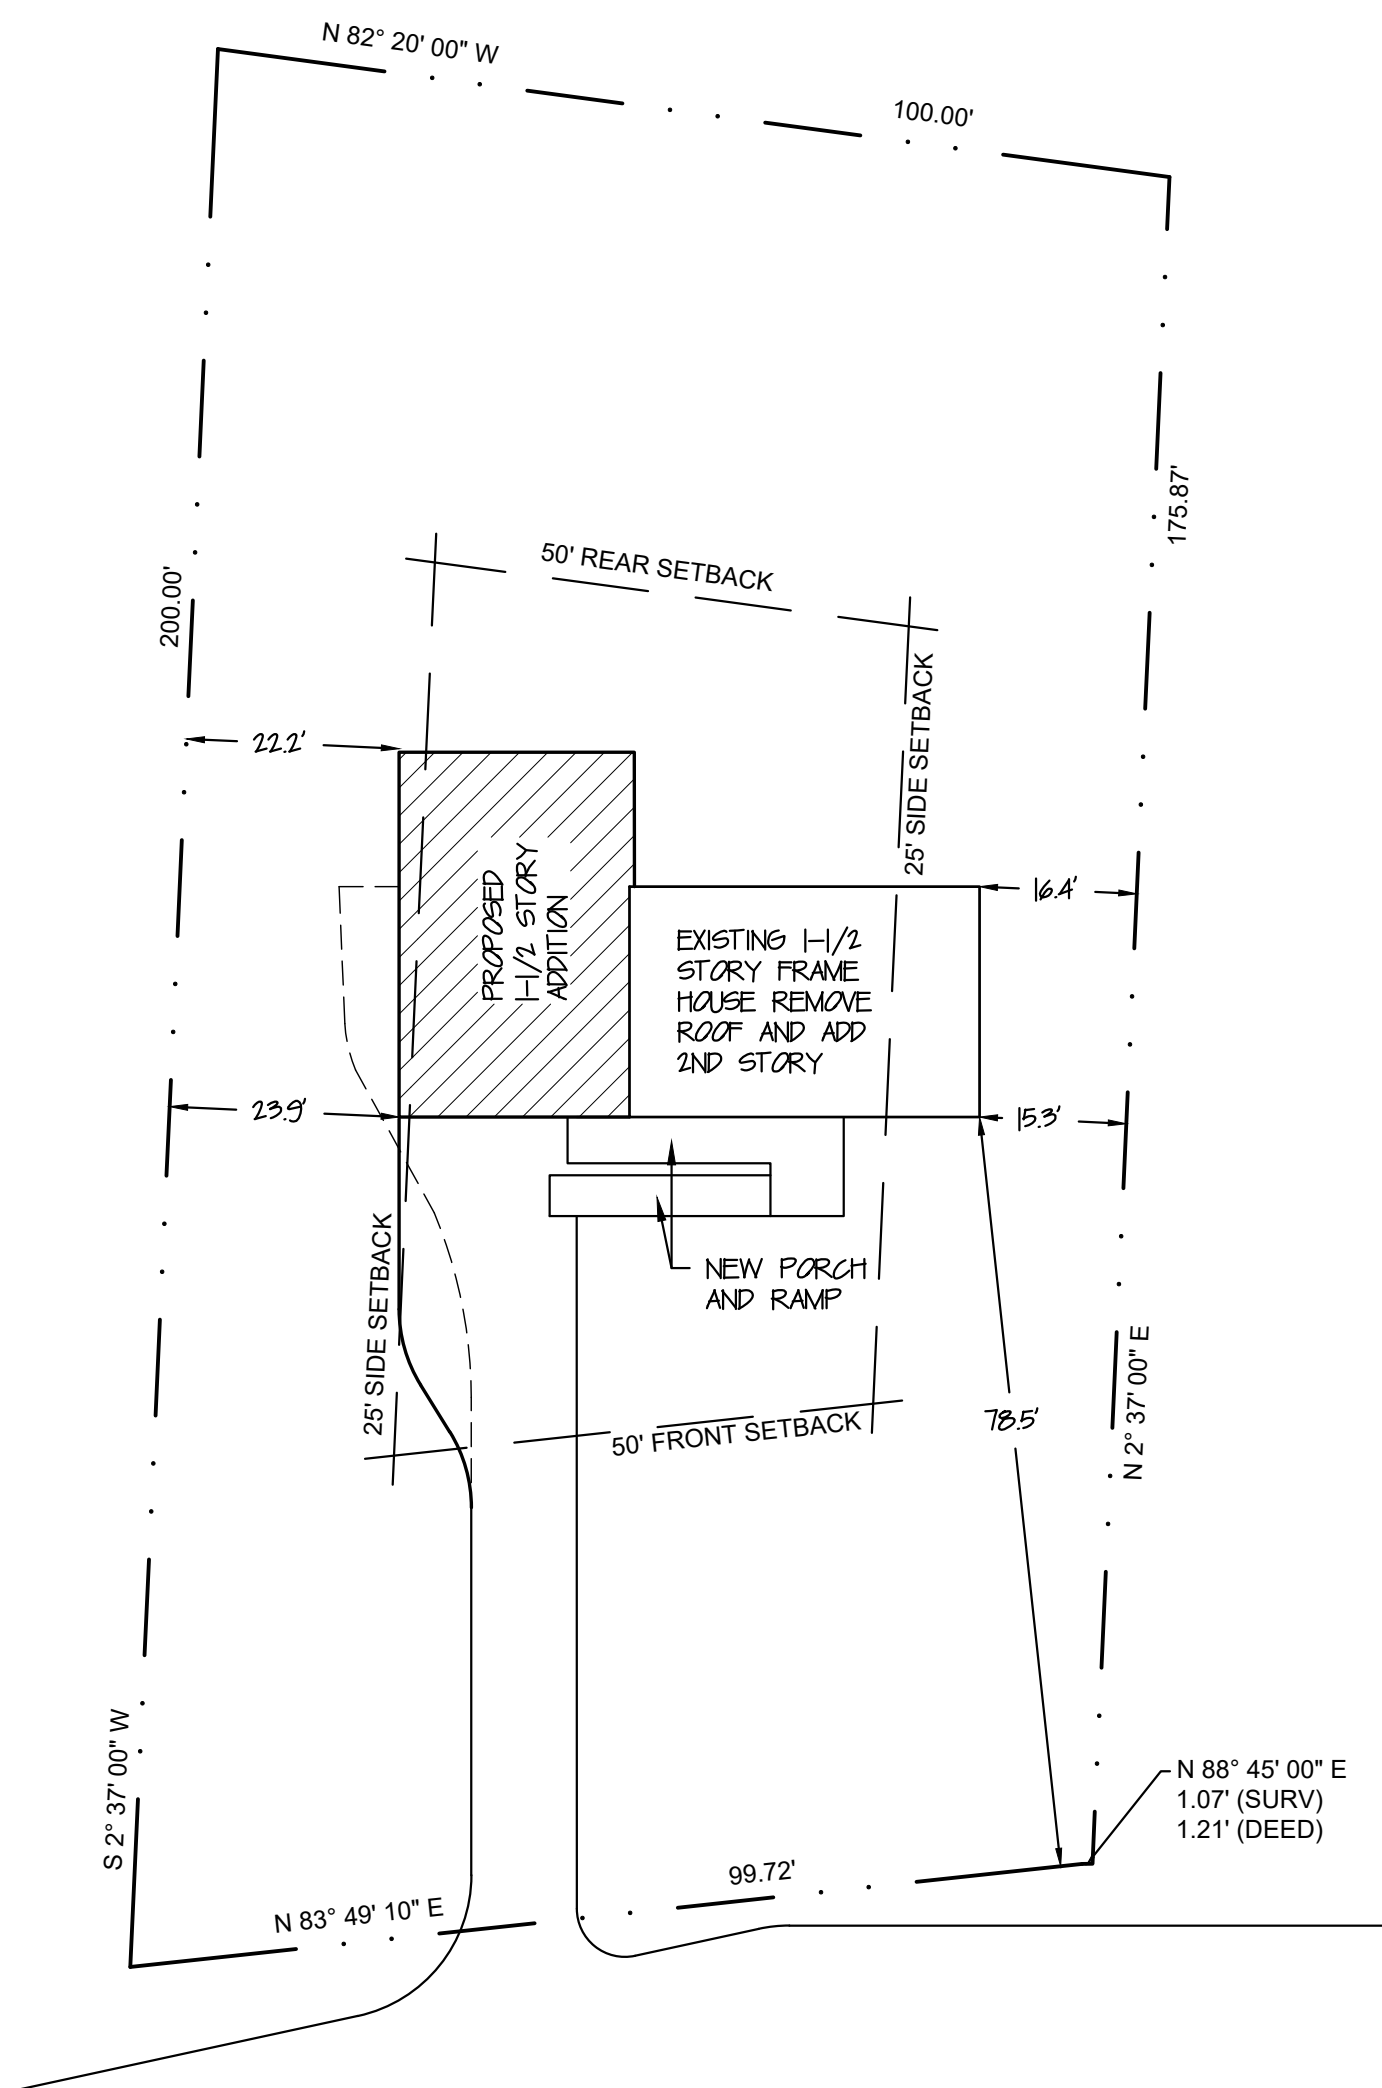 N 82° 20' 00" W
100.00'
175.87'
50' REAR SETBACK
200.00'
25' SIDE SETBACK
22.2'
PROPOSED
1-1/2 STORY
ADDITION
16.4'
EXISTING 1-1/2
STORY FRAME
HOUSE REMOVE
ROOF AND ADD
2ND STORY
23.9'
15.3'
25' SIDE SETBACK
NEW PORCH
AND RAMP
N 2° 37' 00" E
78.5'
50' FRONT SETBACK
S 2° 37' 00" W
N 88° 45' 00" E
1.07' (SURV)
1.21' (DEED)
99.72'
N 83° 49' 10" E